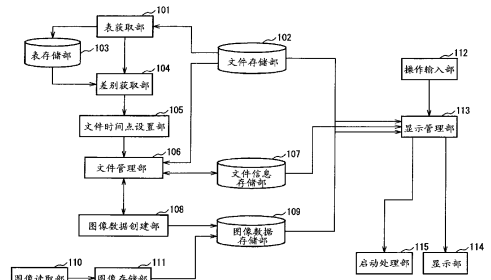 101
表获取部
102
文件存储部
表存储部
103
104
差别获取部
105
文件时间点设置部
106
文件管理部
107
文件信息
存储部
108
图像数据创建部
109
图像数据
存储部
110
图像读取部
111
图像存储部
112
操作输入部
113
显示管理部
115
启动处理部
114
显示部